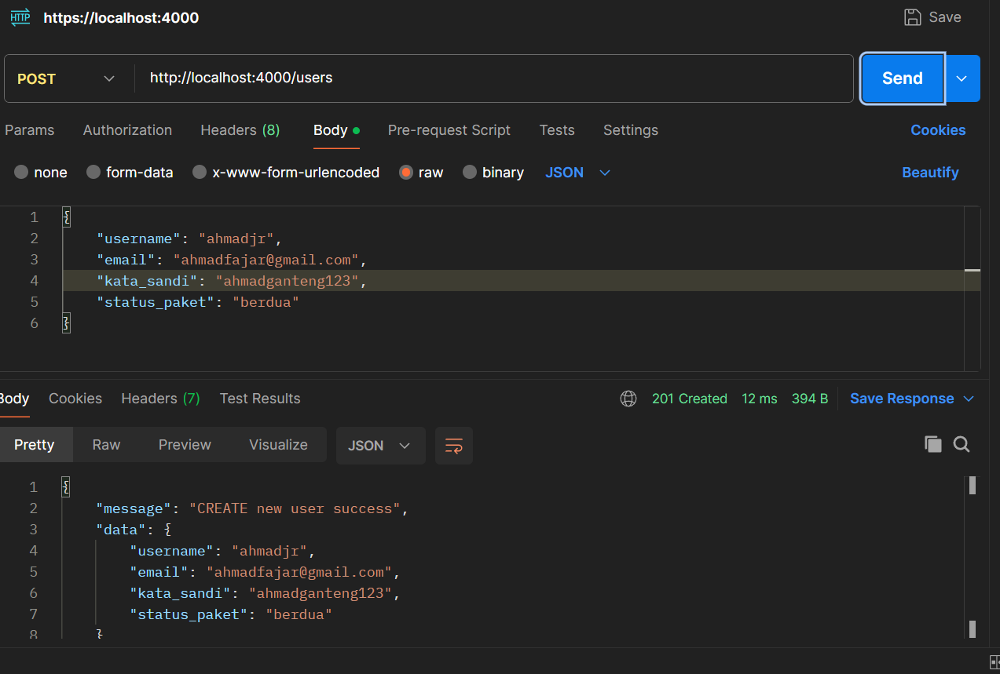 HTTP https://localhost:4000 Save
POST http://localhost:4000/users Send
Params Authorization Headers (8) Body Pre-request Script Tests Settings Cookies
none form-data x-www-form-urlencoded raw binary JSON Beautify
1 {
2 "username": "ahmadjr",
3 "email": "ahmadfajar@gmail.com",
4 "kata_sandi": "ahmadganteng123",
5 "status_paket": "berdua"
6 }
Body Cookies Headers (7) Test Results 201 Created 12 ms 394 B Save Response
Pretty Raw Preview Visualize JSON
1 {
2 "message": "CREATE new user success",
3 "data": {
4 "username": "ahmadjr",
5 "email": "ahmadfajar@gmail.com",
6 "kata_sandi": "ahmadganteng123",
7 "status_paket": "berdua"
8 }